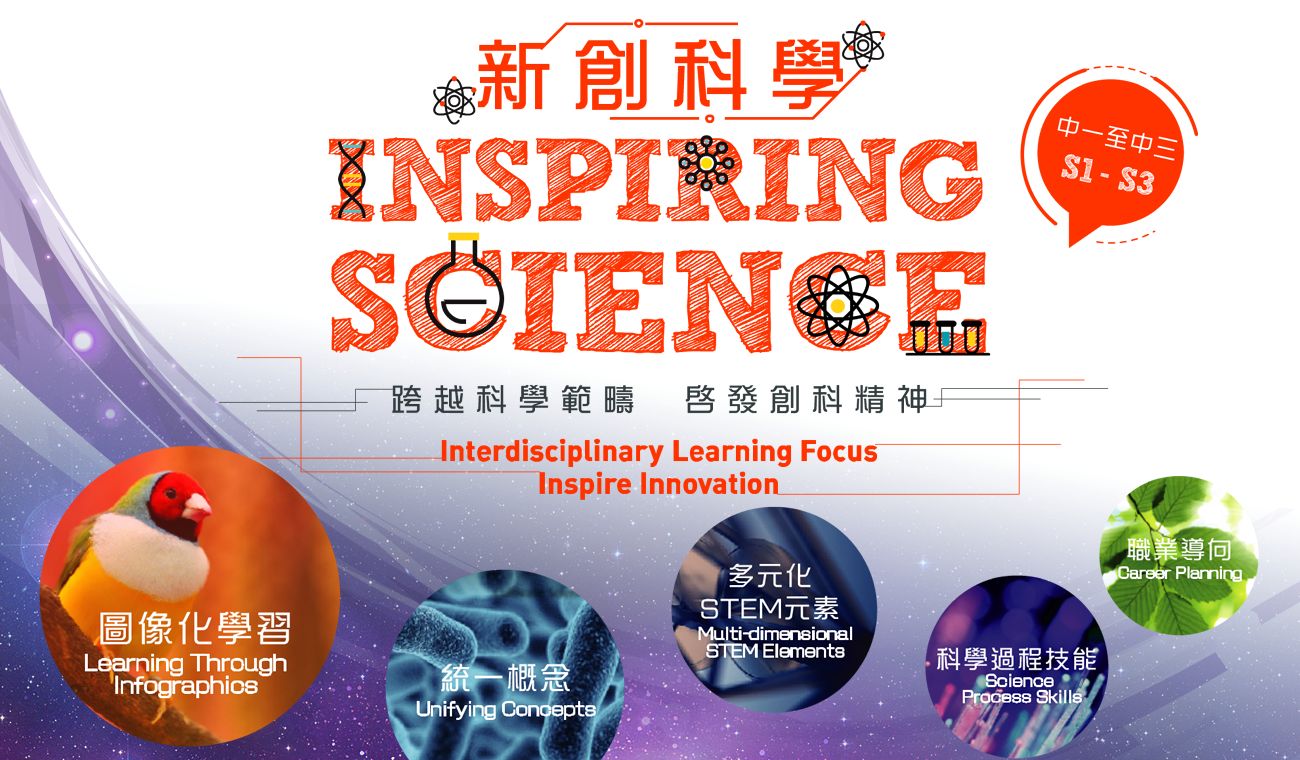 新創科學
INSPIRING
SCIENCE
中一至中三
S1 - S3
跨越科學範疇 啓發創科精神
Interdisciplinary Learning Focus
Inspire Innovation
圖像化學習
Learning Through
Infographics
統一概念
Unifying Concepts
多元化
STEM元素
Multi-dimensional
STEM Elements
科學過程技能
Science
Process Skills
職業導向
Career Planning